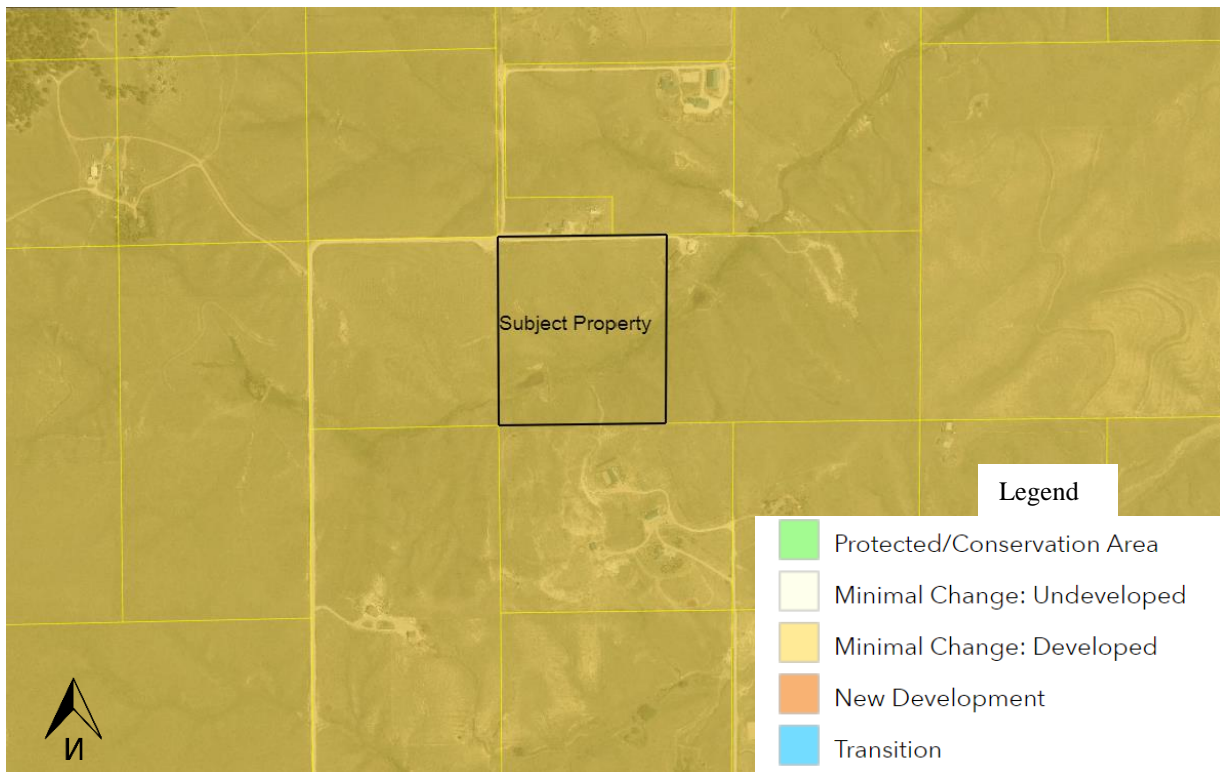 Subject Property
Legend
Protected/Conservation Area
Minimal Change: Undeveloped
Minimal Change: Developed
New Development
Transition
N